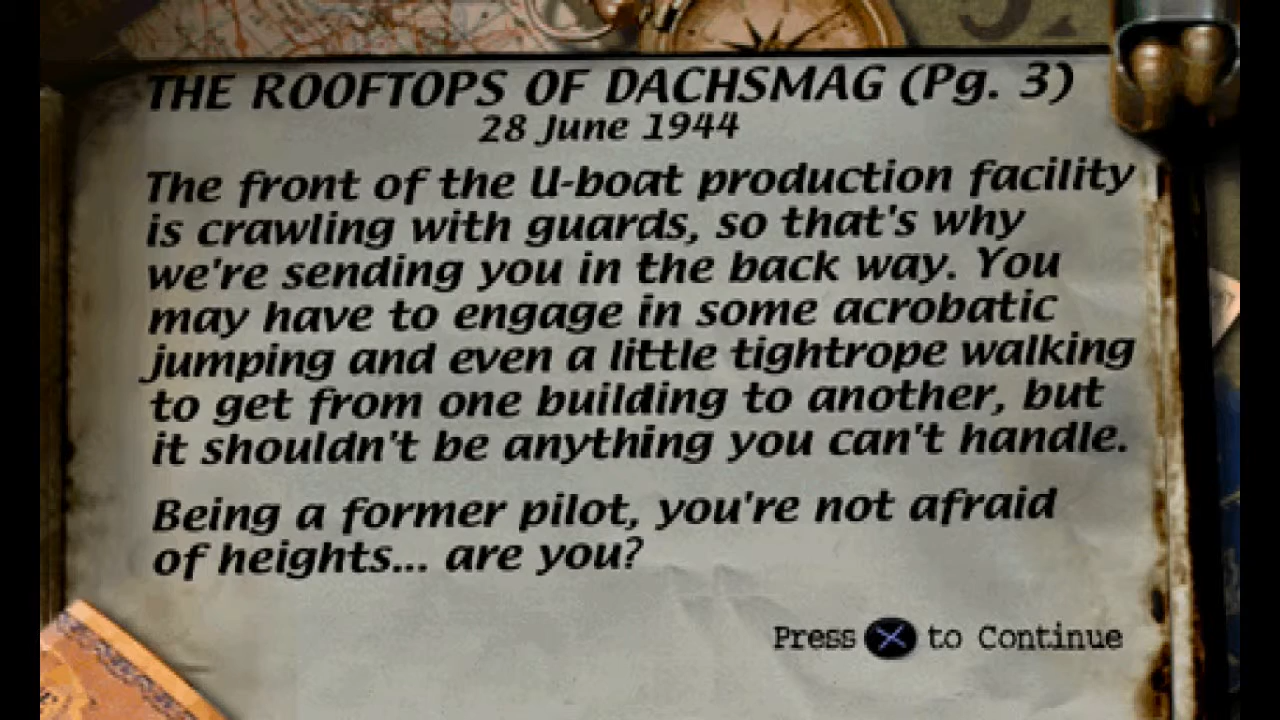 THE ROOFTOPS OF DACHSMAG (Pg. 3)
28 June 1944
The front of the U-boat production facility
is crawling with guards, so that's why
we're sending you in the back way. You
may have to engage in some acrobatic
jumping and even a little tightrope walking
to get from one building to another, but
it shouldn't be anything you can't handle.
Being a former pilot, you're not afraid
of heights... are you?
Press to Continue